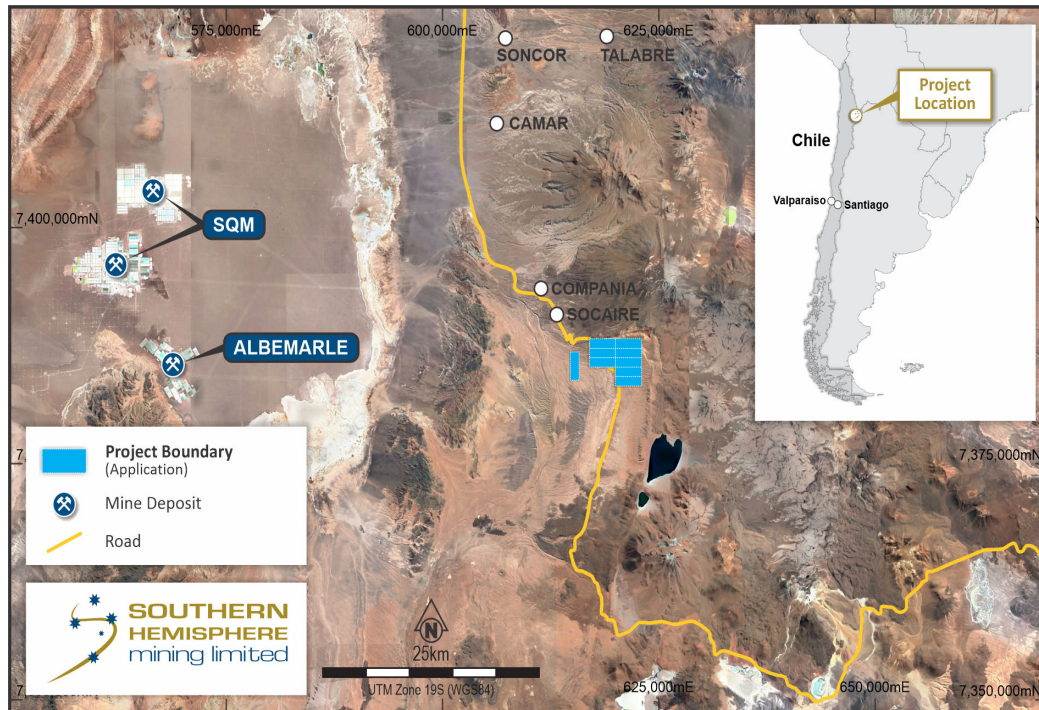 575,000mE
600,000mE
625,000mE
SONCOR
TALABRE
CAMAR
7,400,000mN
SQM
COMPANIA
SOCAIRE
ALBEMARLE
Project
Location
Chile
Valparaiso
Santiago
7,375,000mN
Project Boundary
(Application)
Mine Deposit
Road
SOUTHERN
HEMISPHERE
mining limited
N
25km
UTM Zone 19S (WGS84)
625,000mE
650,000mE
7,350,000mN